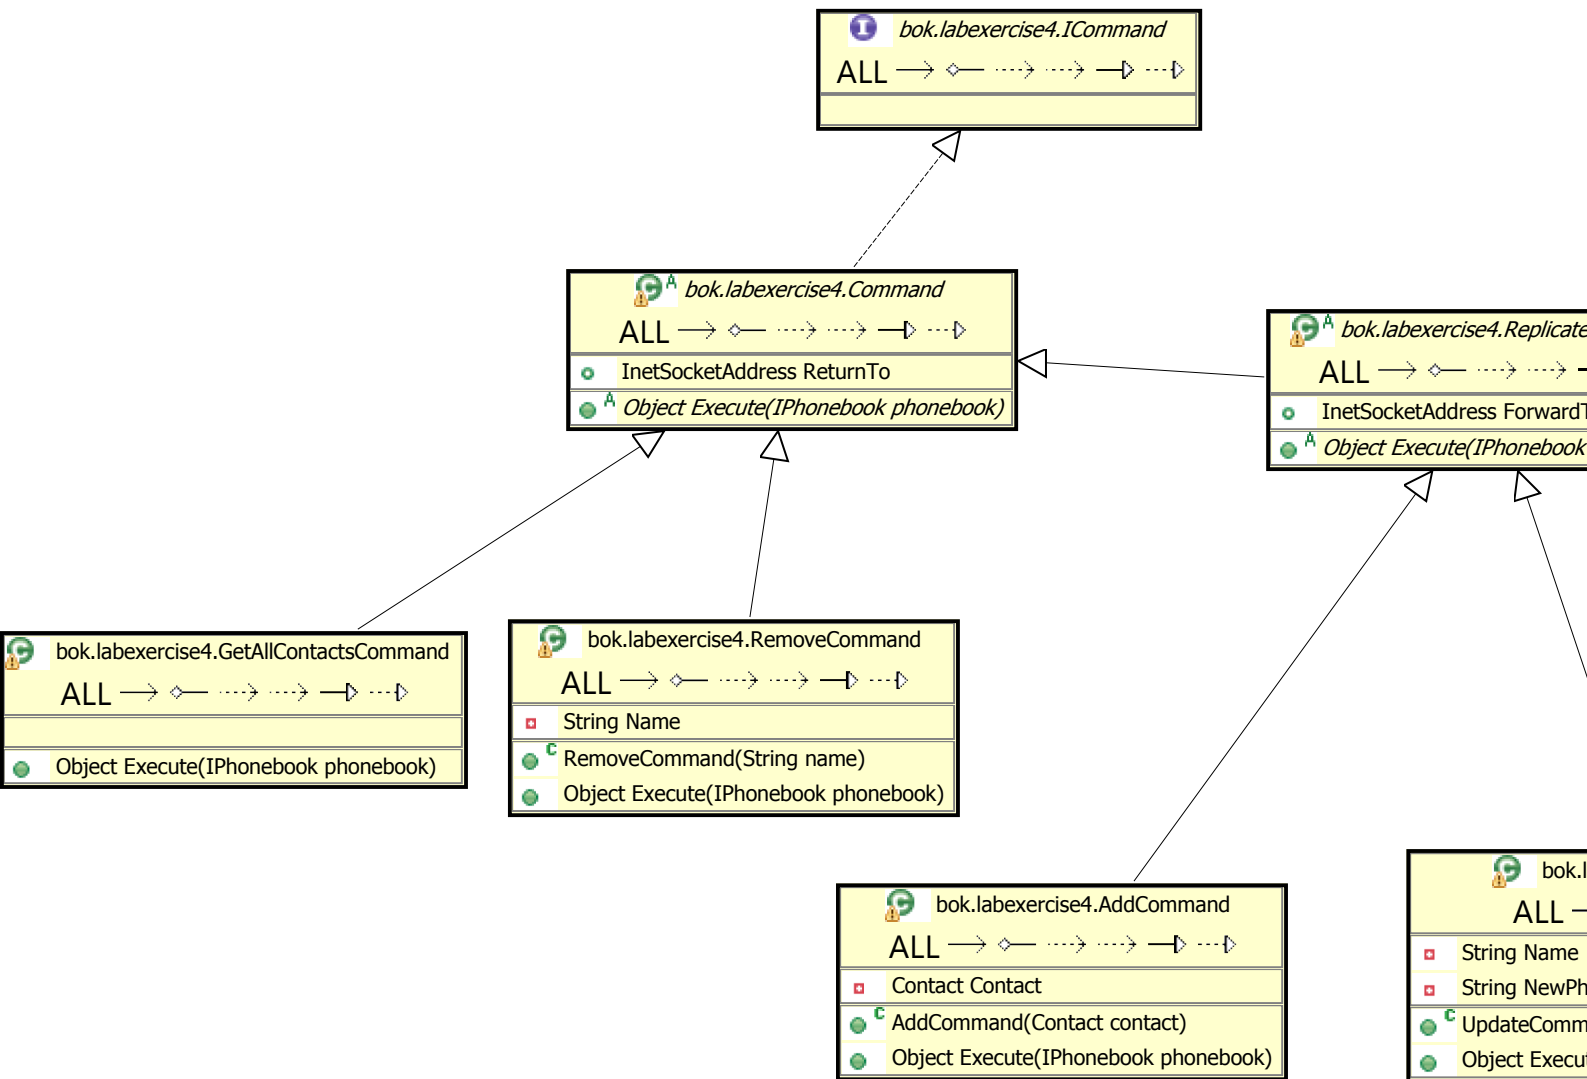 bok.labexercise4.ICommand
ALL
bok.labexercise4.Command
ALL
InetSocketAddress ReturnTo
Object Execute(IPhonebook phonebook)
bok.labexercise4.Replicate
ALL
InetSocketAddress Forward
Object Execute(IPhonebook
bok.labexercise4.GetAllContactsCommand
ALL
Object Execute(IPhonebook phonebook)
bok.labexercise4.RemoveCommand
ALL
String Name
RemoveCommand(String name)
Object Execute(IPhonebook phonebook)
bok.labexercise4.AddCommand
ALL
Contact Contact
AddCommand(Contact contact)
Object Execute(IPhonebook phonebook)
bok.l
ALL
String Name
String NewPh
UpdateComm
Object Execu